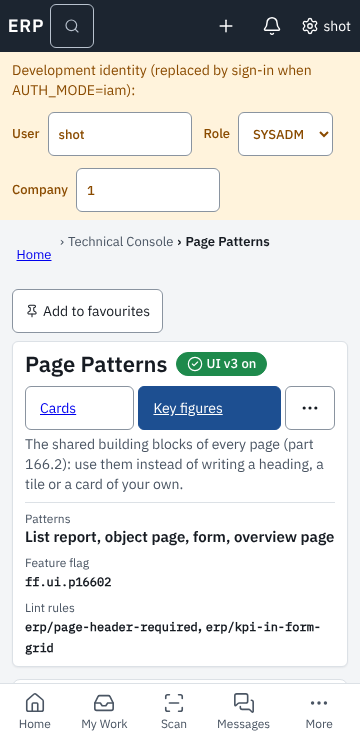 ERP
shot
Development identity (replaced by sign-in when
AUTH_MODE=iam):
User shot Role SYSADM
Company 1
Home › Technical Console › Page Patterns
Add to favourites
Page Patterns UI v3 on
Cards Key figures ...
The shared building blocks of every page (part
166.2): use them instead of writing a heading, a
tile or a card of your own.
Patterns
List report, object page, form, overview page
Feature flag
ff.ui.p16602
Lint rules
erp/page-header-required, erp/kpi-in-form-
grid
Home My Work Scan Messages More